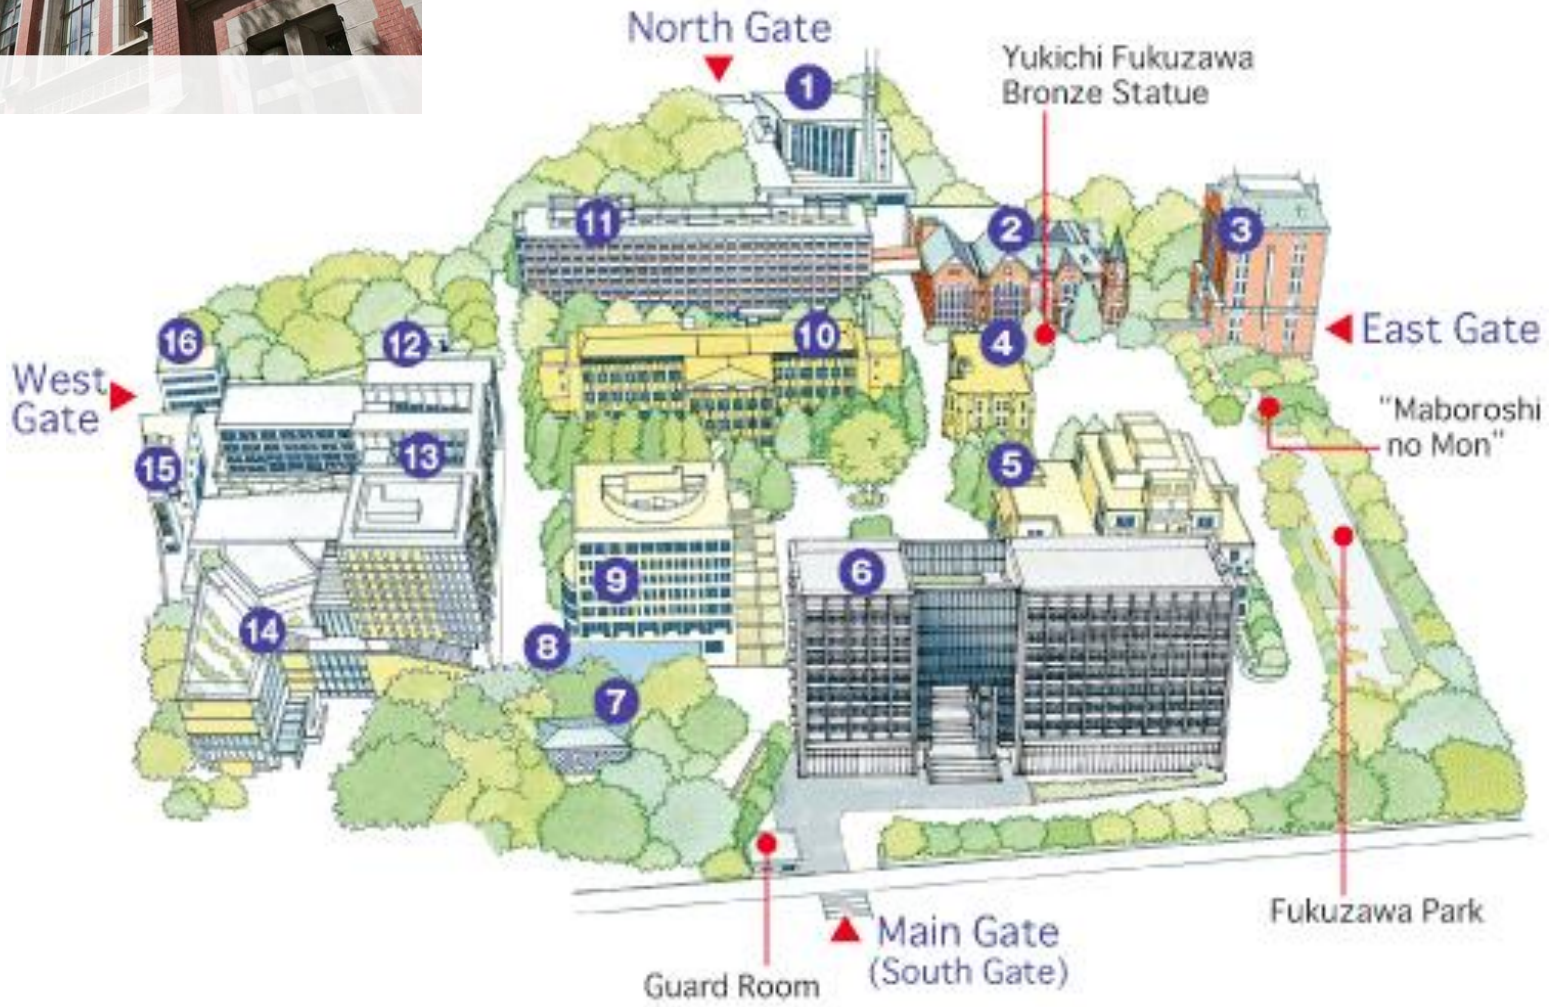 North Gate
Yukichi Fukuzawa
Bronze Statue
1
11
2
3
16
12
10
4
East Gate
West
Gate
"Maboroshi
no Mon"
15
13
5
9
6
14
8
7
Fukuzawa Park
Main Gate
(South Gate)
Guard Room